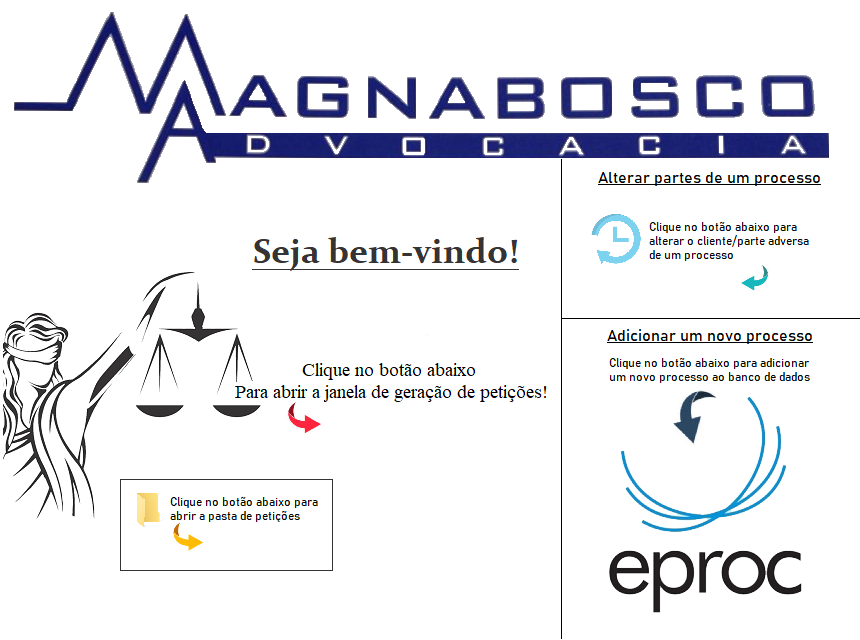 MAGNABOSCO
ADVOCACIA
Seja bem-vindo!
Clique no botão abaixo
Para abrir a janela de geração de petições!
Clique no botão abaixo para
abrir a pasta de petições
Alterar partes de um processo
Clique no botão abaixo para
alterar o cliente/parte adversa
de um processo
Adicionar um novo processo
Clique no botão abaixo para adicionar
um novo processo ao banco de dados
eproc